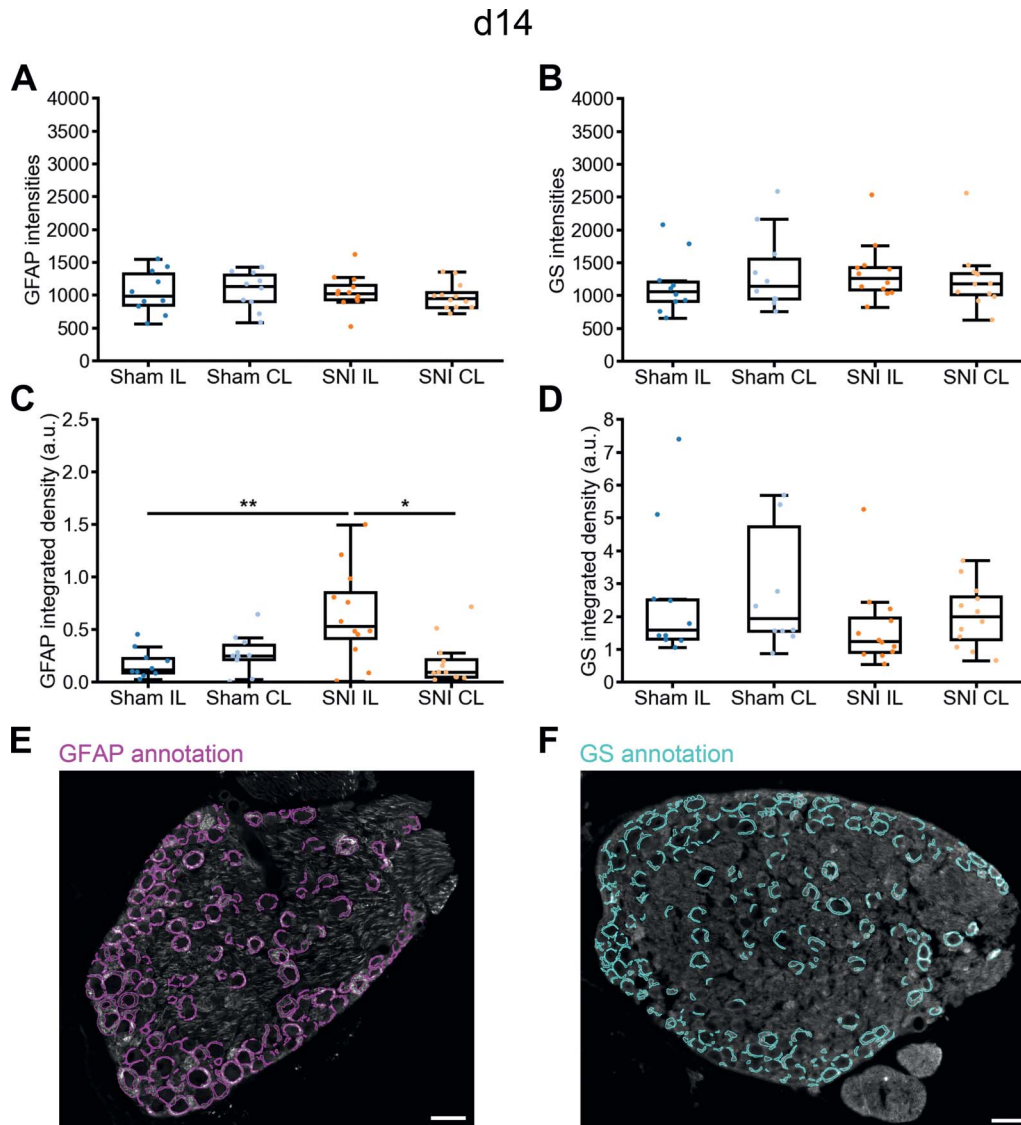 d14
A
GFAP intensities
4000
3500
3000
2500
2000
1500
1000
500
0
Sham IL Sham CL SNI IL SNI CL
B
GS intensities
4000
3500
3000
2500
2000
1500
1000
500
0
Sham IL Sham CL SNI IL SNI CL
C
GFAP integrated density (a.u.)
2.5
2.0
1.5
1.0
0.5
0.0
** *
Sham IL Sham CL SNI IL SNI CL
D
GS integrated density (a.u.)
8
7
6
5
4
3
2
1
0
Sham IL Sham CL SNI IL SNI CL
E GFAP annotation
F GS annotation